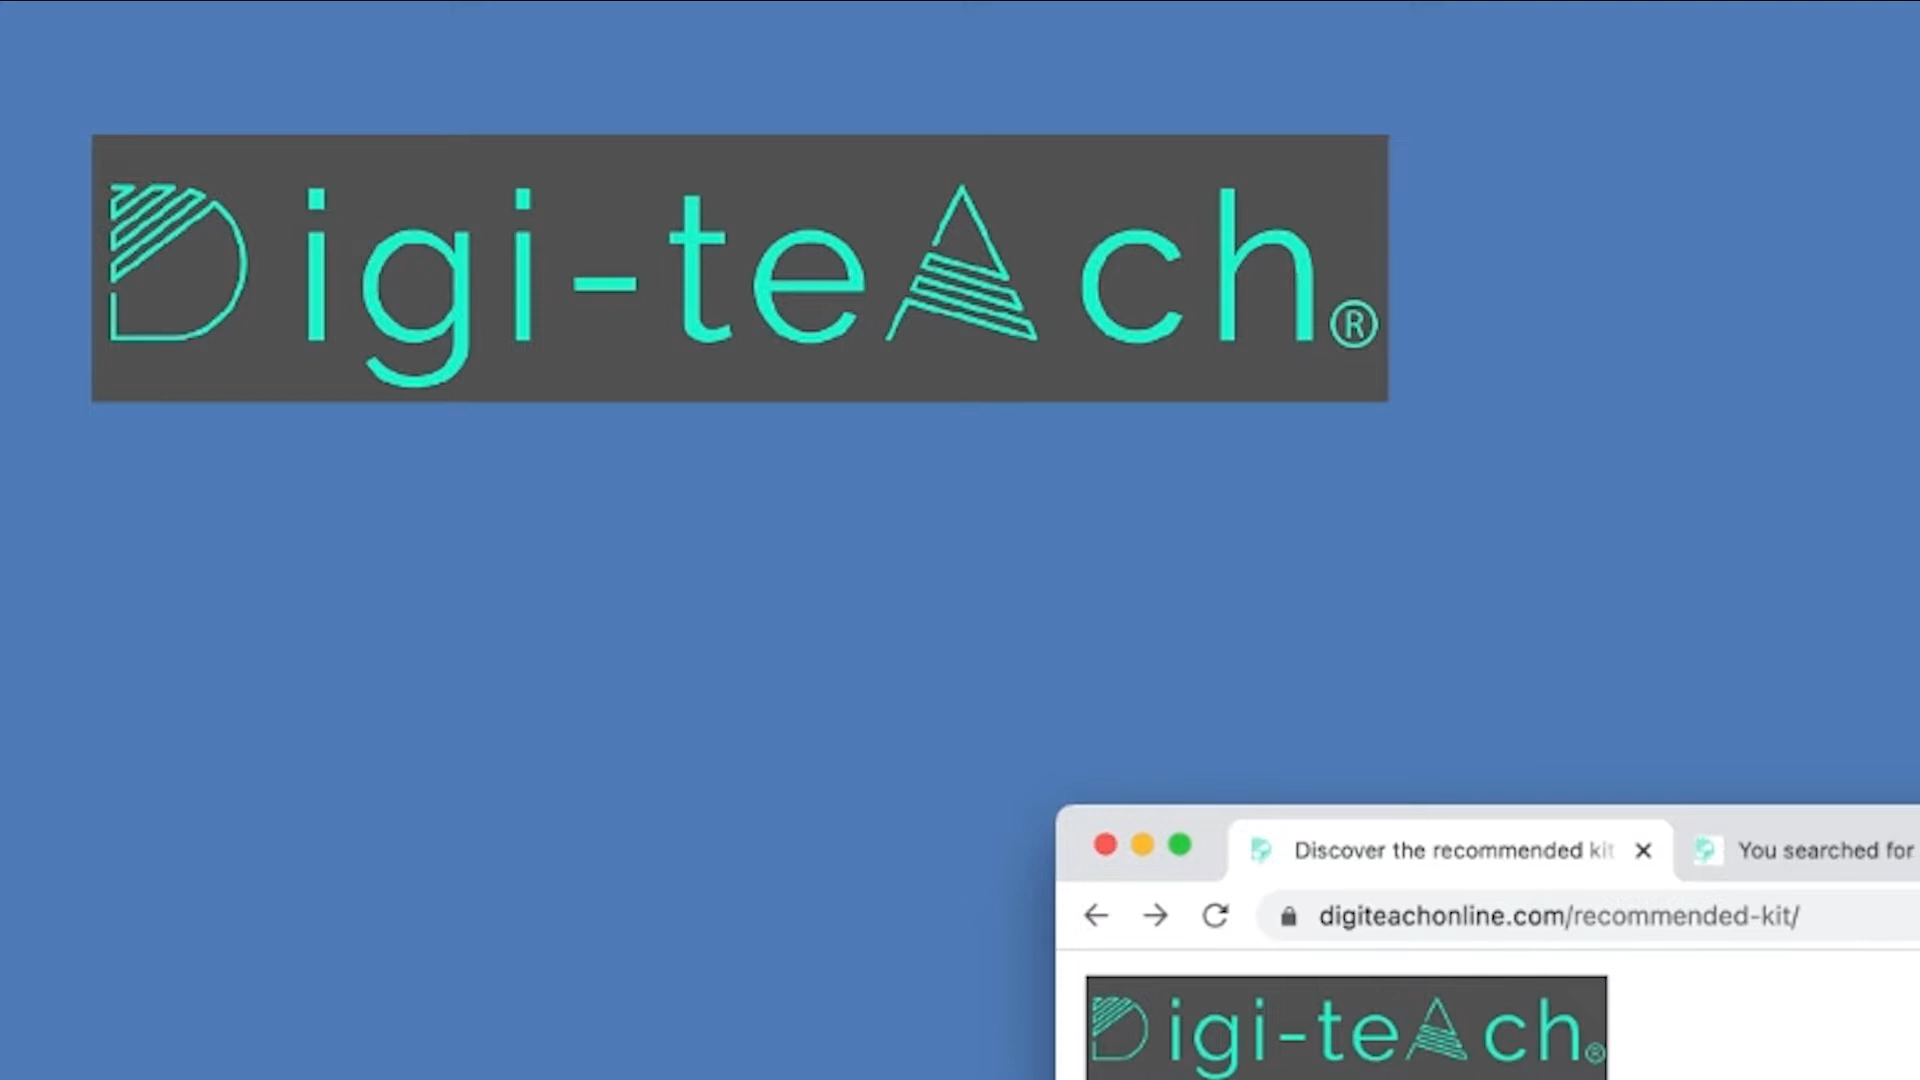 Digi-teAch®
Discover the recommended kit
You searched for
digiteachonline.com/recommended-kit/
Digi-teAch®